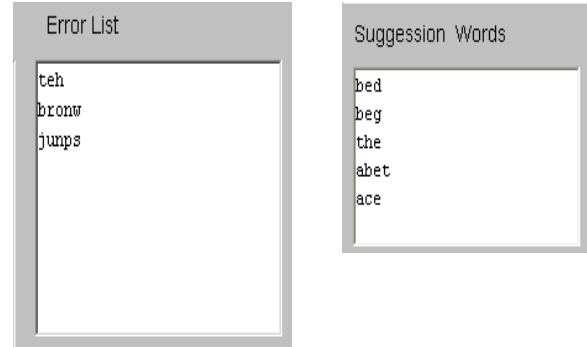 Error List
teh
bronw
junps
Suggession Words
bed
beg
the
abet
ace